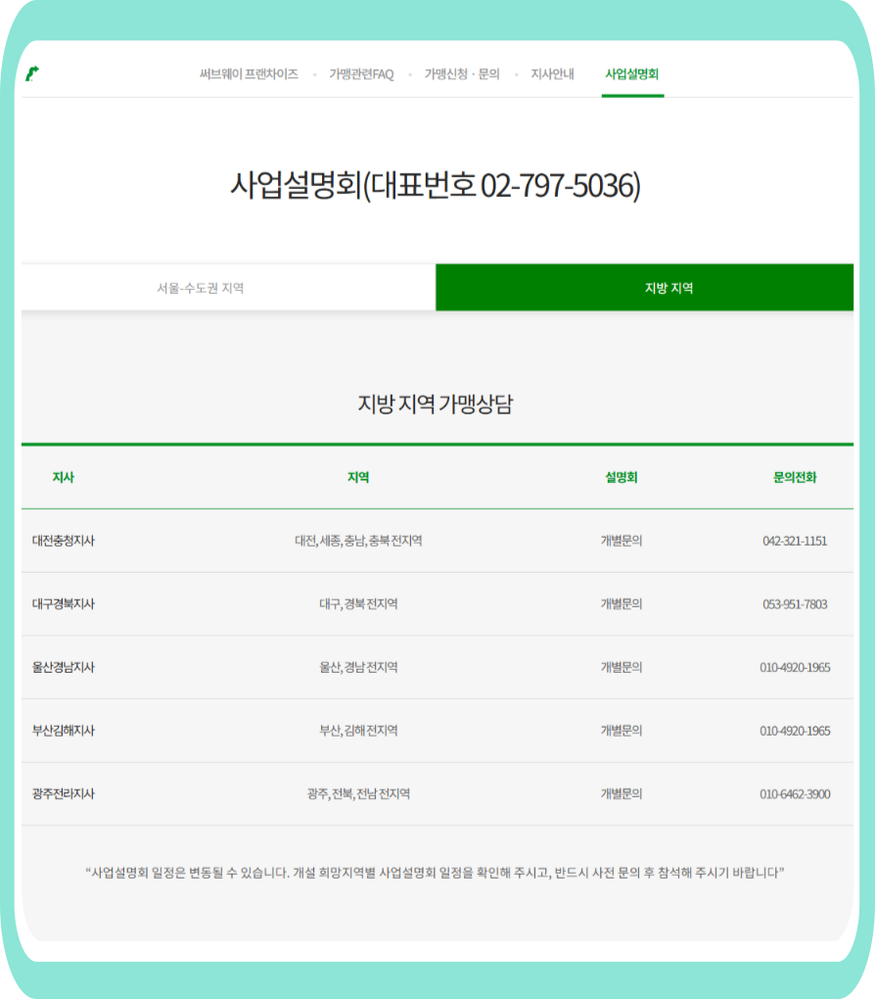 써브웨이 프랜차이즈 • 가맹관련FAQ • 가맹신청 · 문의 • 지사안내 사업설명회
사업설명회(대표번호 02-797-5036)
서울-수도권 지역 지방 지역
지방 지역 가맹상담
지사 지역 설명회 문의전화
대전충청지사 대전, 세종, 충남, 충북 전지역 개별문의 042-321-1151
대구경북지사 대구, 경북 전지역 개별문의 053-951-7803
울산경남지사 울산, 경남 전지역 개별문의 010-4920-1965
부산김해지사 부산, 김해 전지역 개별문의 010-4920-1965
광주전라지사 광주, 전북, 전남 전지역 개별문의 010-6462-3900
“사업설명회 일정은 변동될 수 있습니다. 개설 희망지역별 사업설명회 일정을 확인해 주시고, 반드시 사전 문의 후 참석해 주시기 바랍니다”